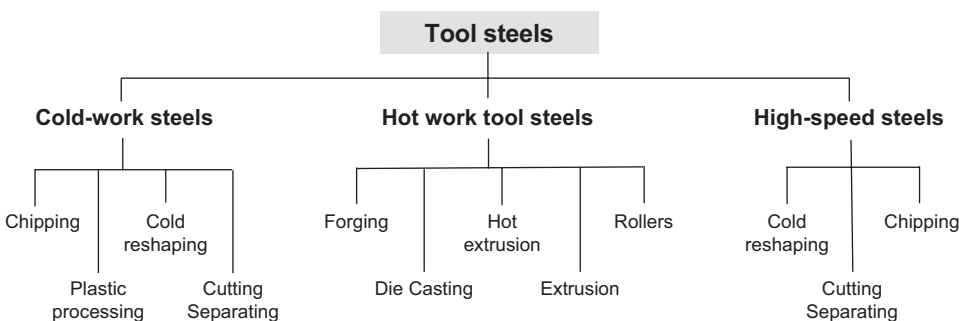 Tool steels
Cold-work steels
Hot work tool steels
High-speed steels
Chipping
Cold
reshaping
Plastic
processing
Cutting
Separating
Forging
Hot
extrusion
Rollers
Die Casting
Extrusion
Cold
reshaping
Chipping
Cutting
Separating